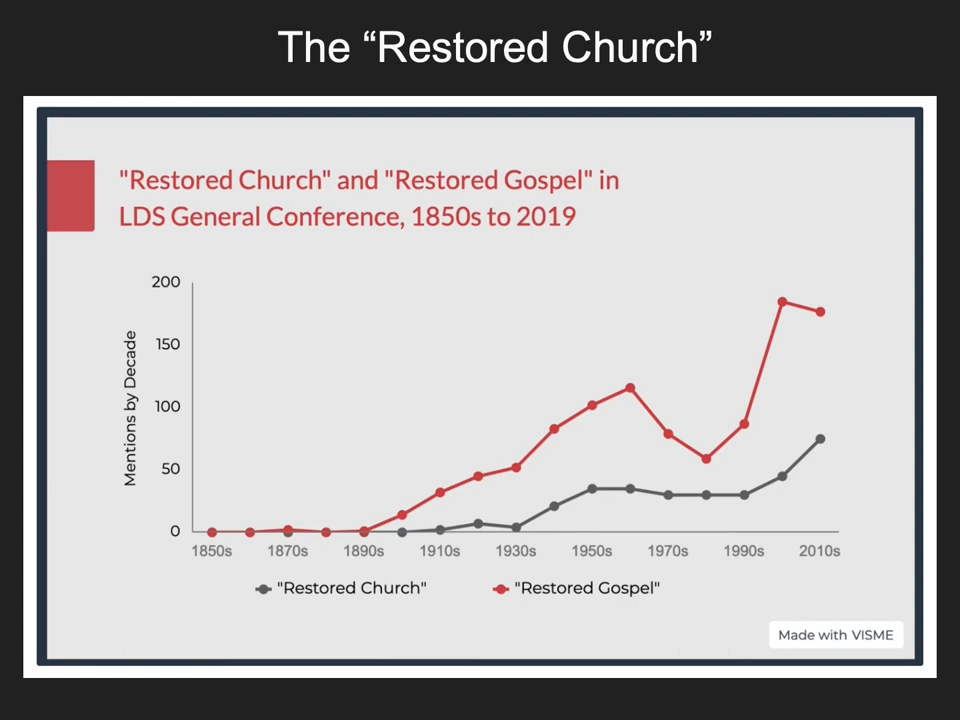 The “Restored Church”
"Restored Church" and "Restored Gospel" in
LDS General Conference, 1850s to 2019
Mentions by Decade
200
150
100
50
0
1850s 1870s 1890s 1910s 1930s 1950s 1970s 1990s 2010s
"Restored Church" "Restored Gospel"
Made with VISME